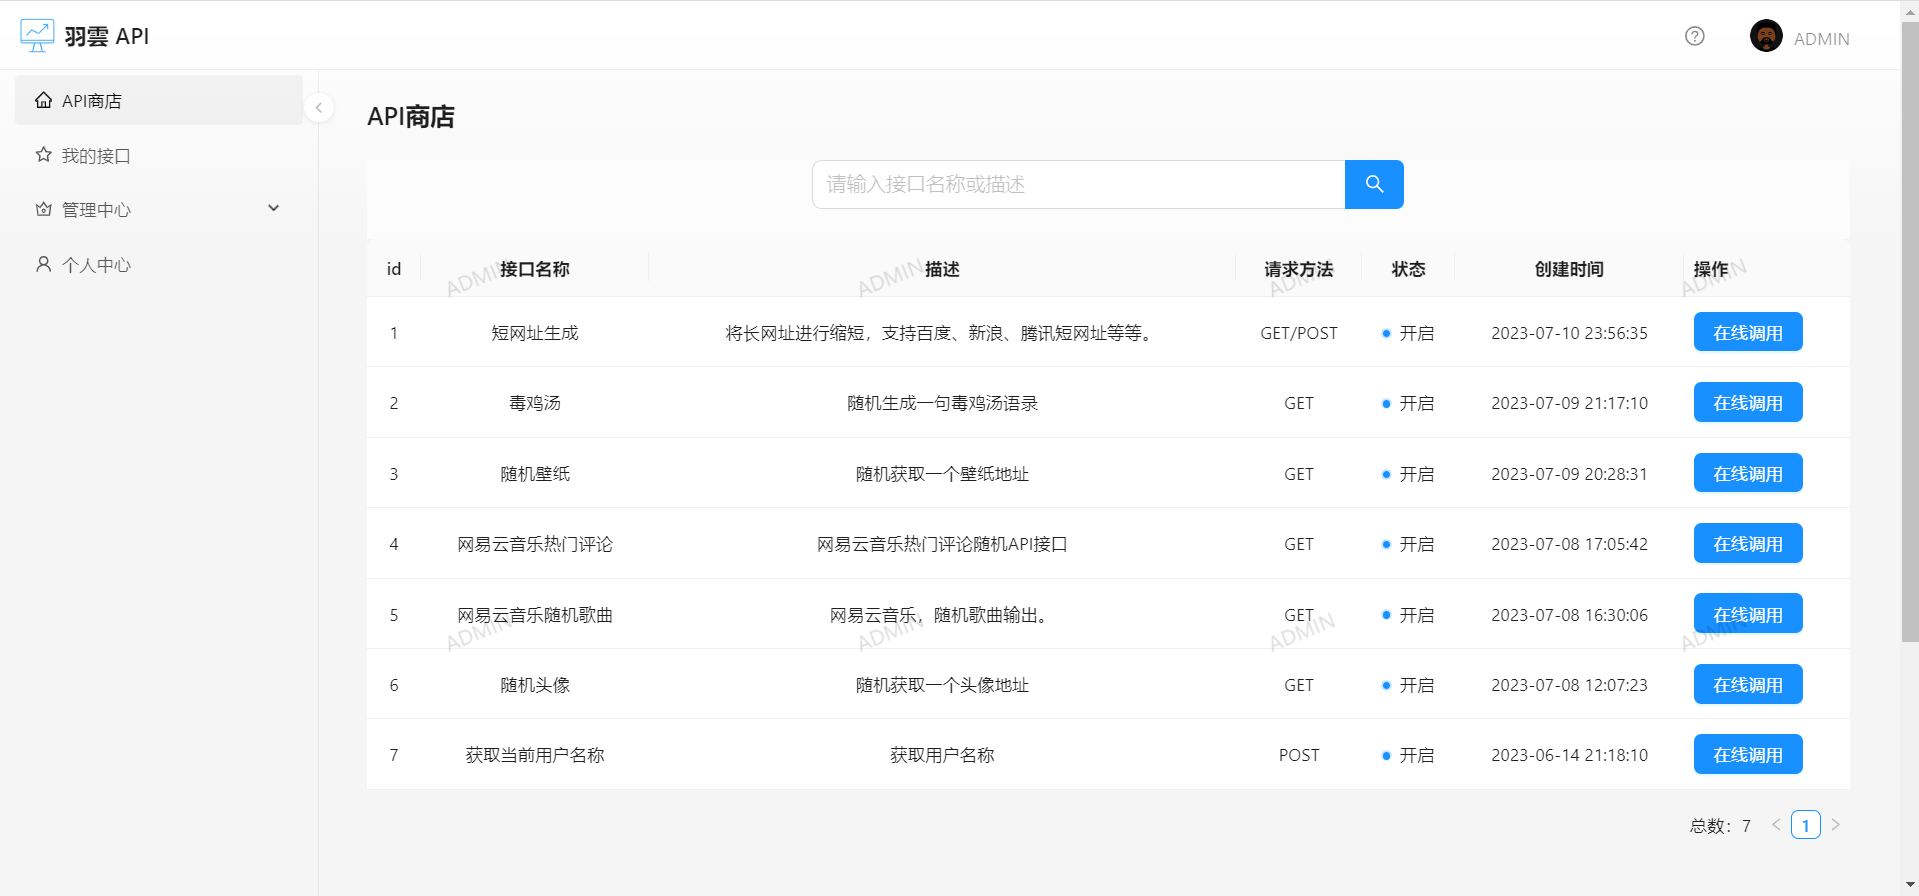 羽雲 API
ADMIN
API商店
我的接口
管理中心
个人中心
API商店
请输入接口名称或描述
id 接口名称 描述 请求方法 状态 创建时间 操作
1 短网址生成 将长网址进行缩短，支持百度、新浪、腾讯短网址等等。 GET/POST 开启 2023-07-10 23:56:35 在线调用
2 毒鸡汤 随机生成一句毒鸡汤语录 GET 开启 2023-07-09 21:17:10 在线调用
3 随机壁纸 随机获取一个壁纸地址 GET 开启 2023-07-09 20:28:31 在线调用
4 网易云音乐热门评论 网易云音乐热门评论随机API接口 GET 开启 2023-07-08 17:05:42 在线调用
5 网易云音乐随机歌曲 网易云音乐，随机歌曲输出。 GET 开启 2023-07-08 16:30:06 在线调用
6 随机头像 随机获取一个头像地址 GET 开启 2023-07-08 12:07:23 在线调用
7 获取当前用户名称 获取用户名称 POST 开启 2023-06-14 21:18:10 在线调用
总数：7 < 1 >
ADMIN ADMIN ADMIN ADMIN
ADMIN ADMIN ADMIN ADMIN